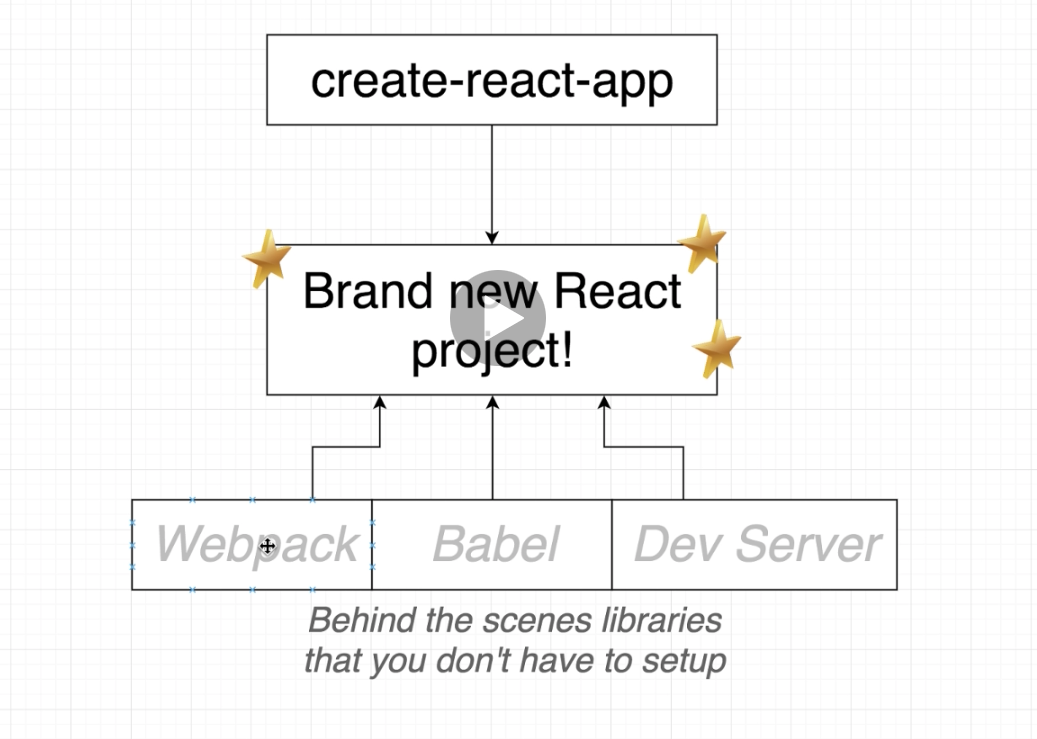 create-react-app
Brand new React
project!
Webpack
Babel
Dev Server
Behind the scenes libraries
that you don't have to setup